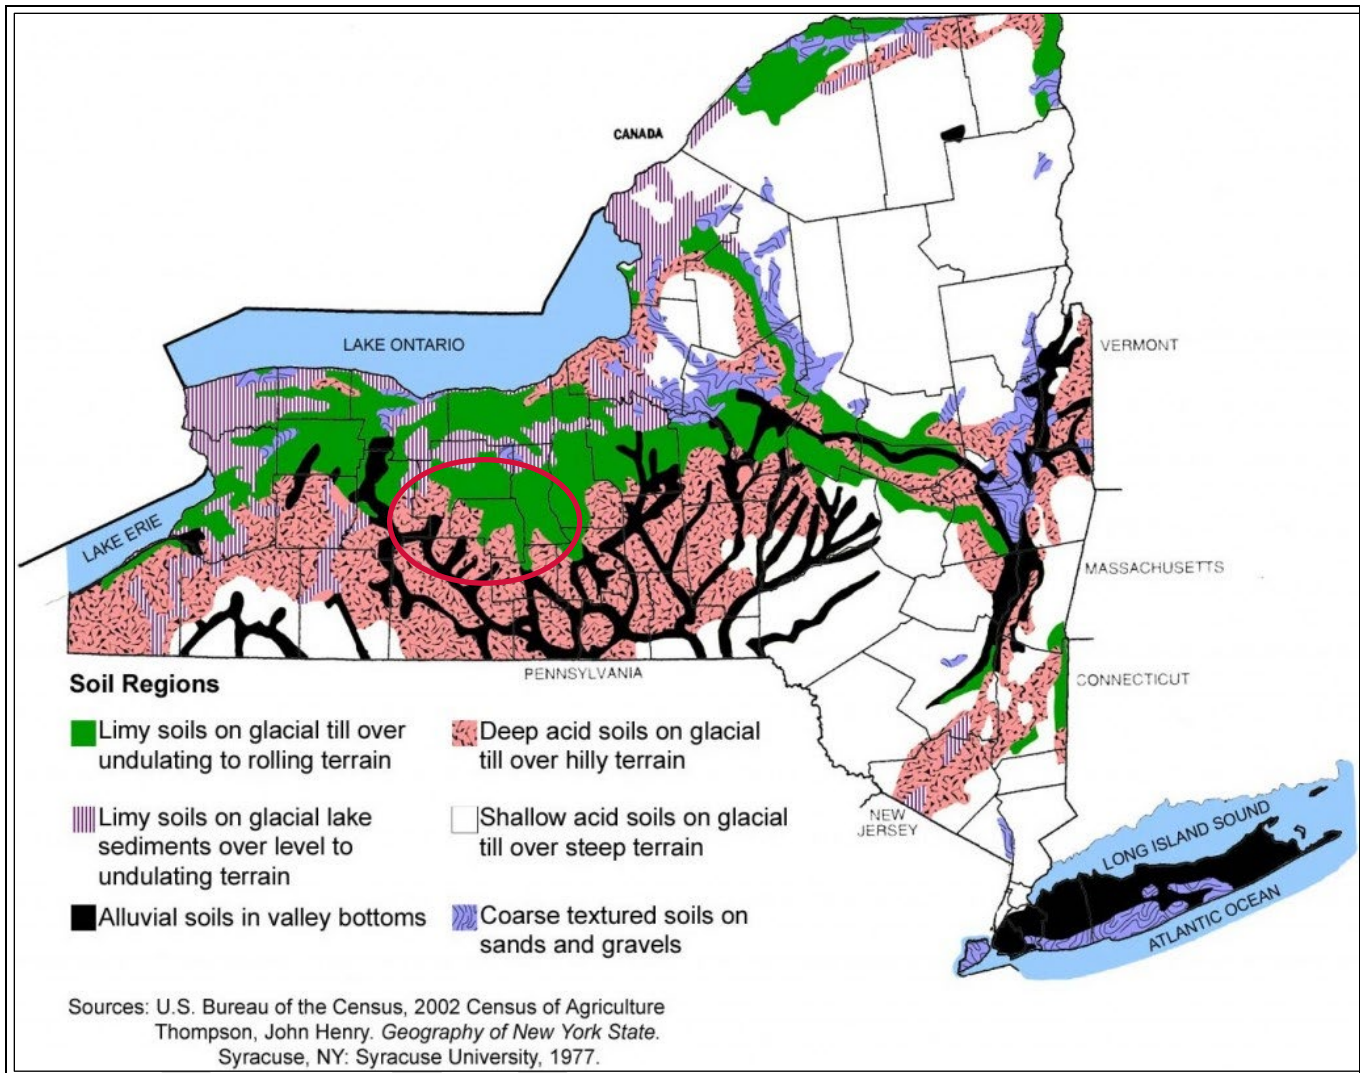 CANADA
LAKE ONTARIO
VERMONT
LAKE ERIE
MASSACHUSETTS
PENNSYLVANIA
CONNECTICUT
NEW
JERSEY
LONG ISLAND SOUND
ATLANTIC OCEAN
Soil Regions
Limy soils on glacial till over
undulating to rolling terrain
Limy soils on glacial lake
sediments over level to
undulating terrain
Alluvial soils in valley bottoms
Deep acid soils on glacial
till over hilly terrain
Shallow acid soils on glacial
till over steep terrain
Coarse textured soils on
sands and gravels
Sources: U.S. Bureau of the Census, 2002 Census of Agriculture
Thompson, John Henry. Geography of New York State.
Syracuse, NY: Syracuse University, 1977.